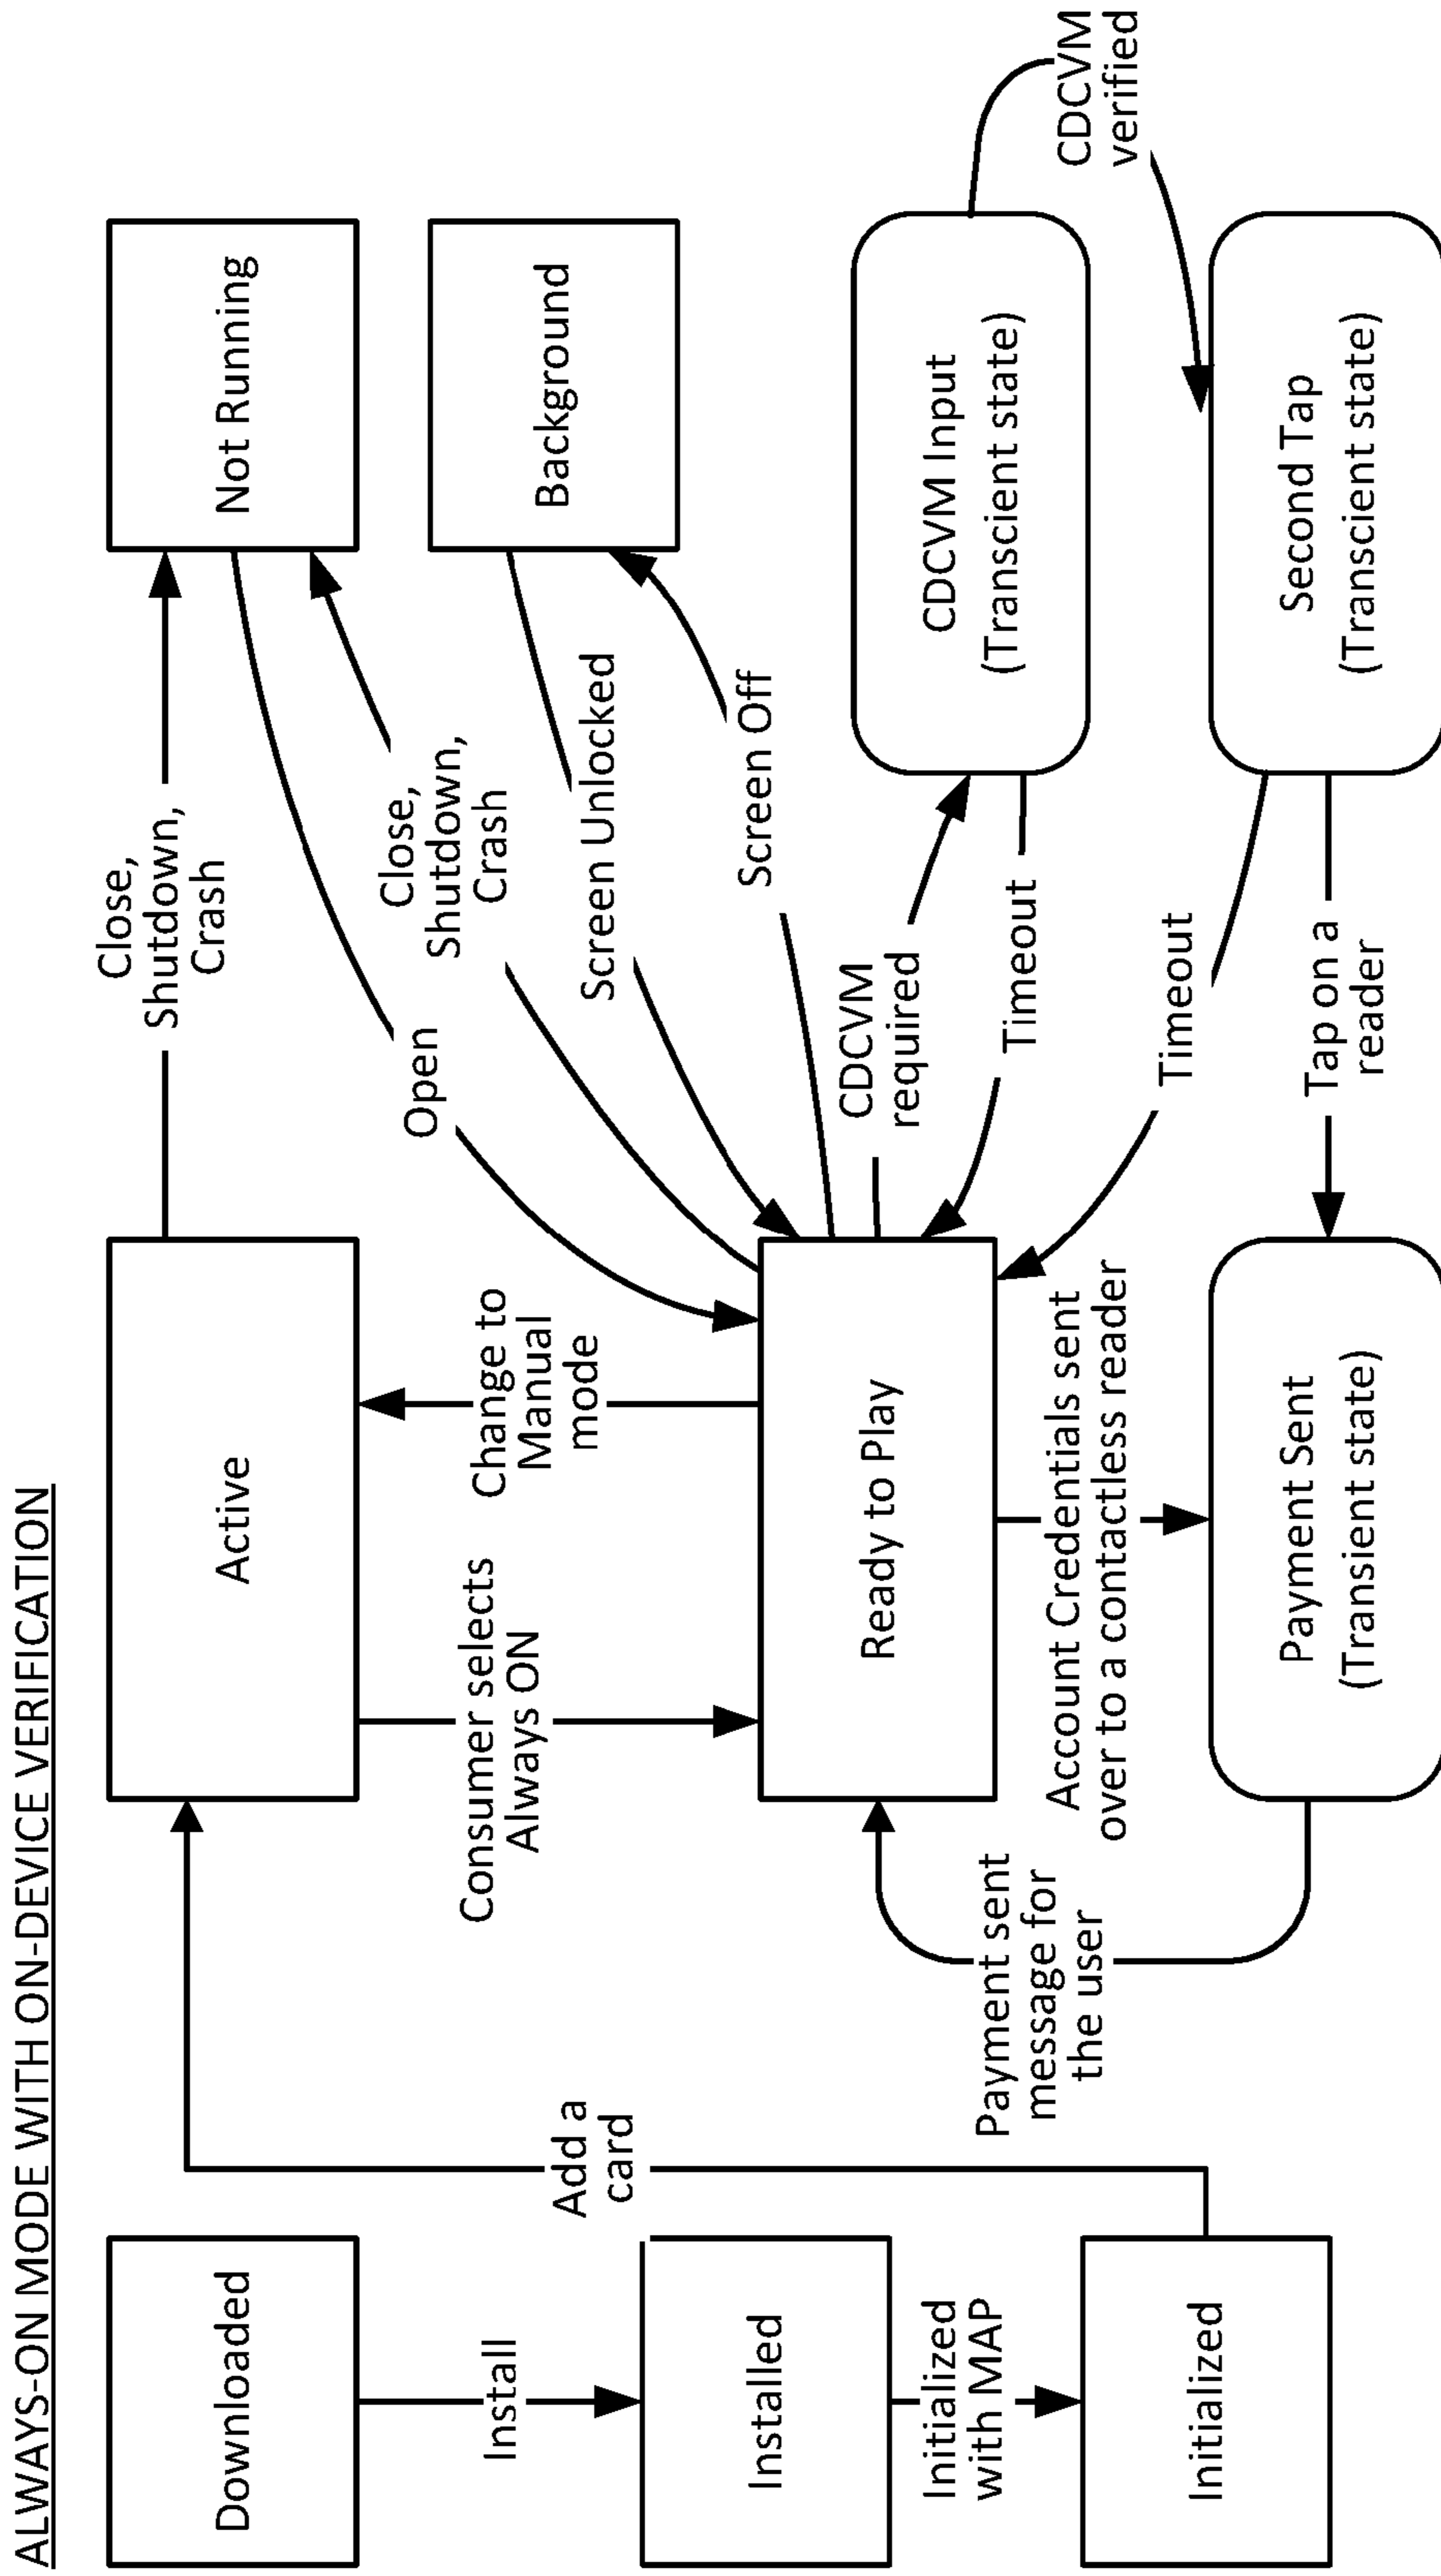 ALWAYS-ON MODE WITH ON-DEVICE VERIFICATION
Downloaded
Install
Installed
Initialized
with MAP
Initialized
Add a
card
Active
Close,
Shutdown,
Crash
Not Running
Consumer selects
Always ON
Change to
Manual
mode
Open
Close,
Shutdown,
Crash
Screen Unlocked
Background
Screen Off
Ready to Play
CDCVM
required
CDCVM Input
(Transcient state)
Timeout
CDCVM
verified
Payment sent
message for
the user
Account Credentials sent
over to a contactless reader
Timeout
Payment Sent
(Transient state)
Tap on a
reader
Second Tap
(Transcient state)